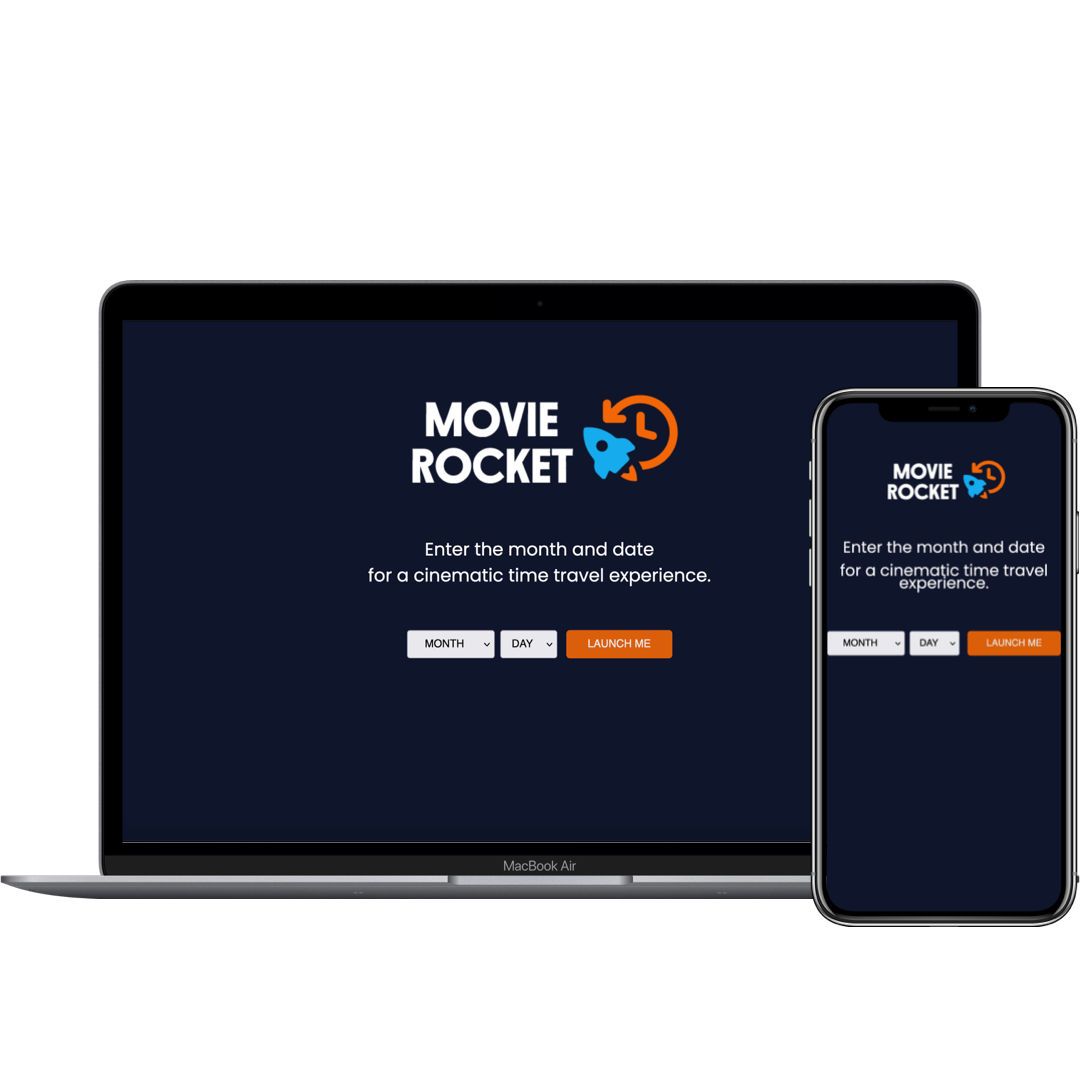 MOVIE
ROCKET
Enter the month and date
for a cinematic time travel experience.
MONTH DAY LAUNCH ME
MacBook Air
MOVIE
ROCKET
Enter the month and date
for a cinematic time travel
experience.
MONTH DAY LAUNCH ME